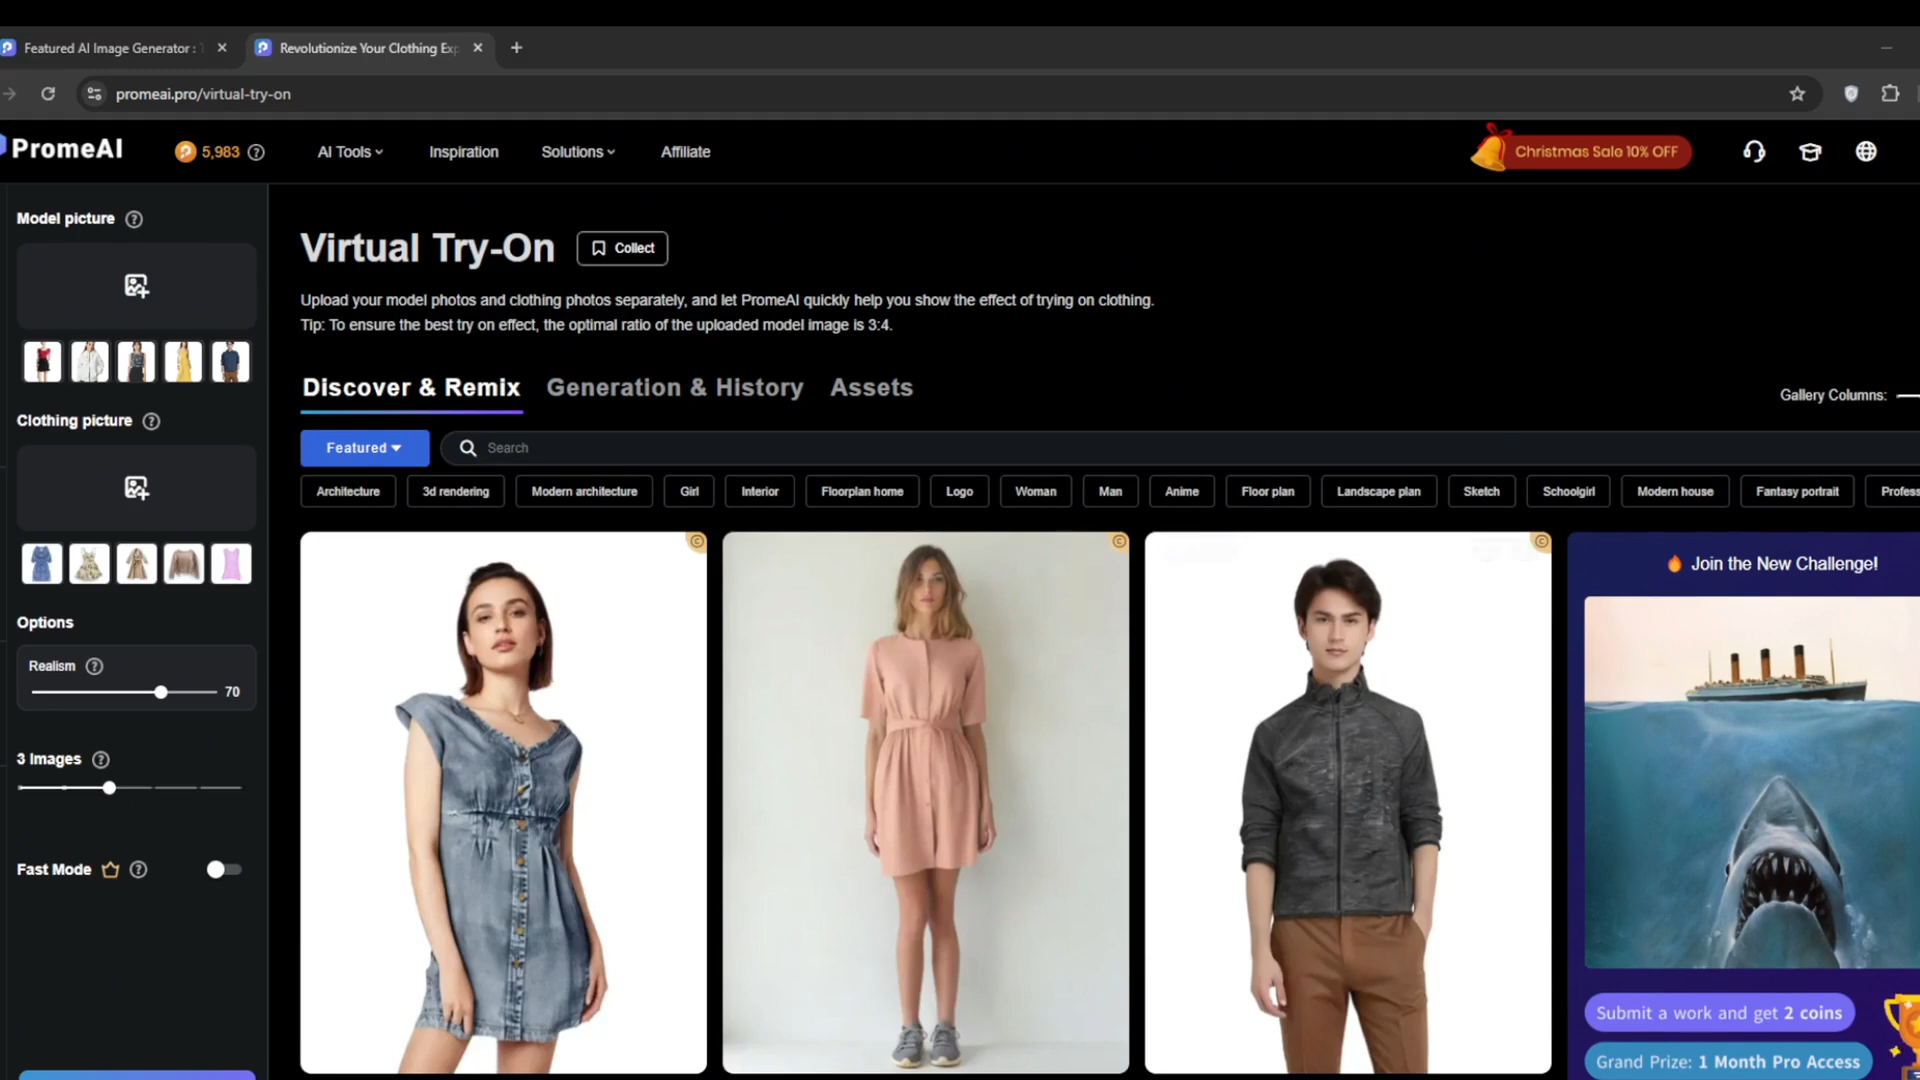 Featured AI Image Generator :
Revolutionize Your Clothing Exp
promeai.pro/virtual-try-on
PromeAI
5,983
AI Tools
Inspiration
Solutions
Affiliate
Christmas Sale 10% OFF
Model picture
Clothing picture
Options
Realism
70
3 Images
Fast Mode
Virtual Try-On
Collect
Upload your model photos and clothing photos separately, and let PromeAI quickly help you show the effect of trying on clothing.
Tip: To ensure the best try on effect, the optimal ratio of the uploaded model image is 3:4.
Discover & Remix
Generation & History
Assets
Gallery Columns:
Featured
Search
Architecture
3d rendering
Modern architecture
Girl
Interior
Floorplan home
Logo
Woman
Man
Anime
Floor plan
Landscape plan
Sketch
Schoolgirl
Modern house
Fantasy portrait
Profess
Join the New Challenge!
Submit a work and get 2 coins
Grand Prize: 1 Month Pro Access